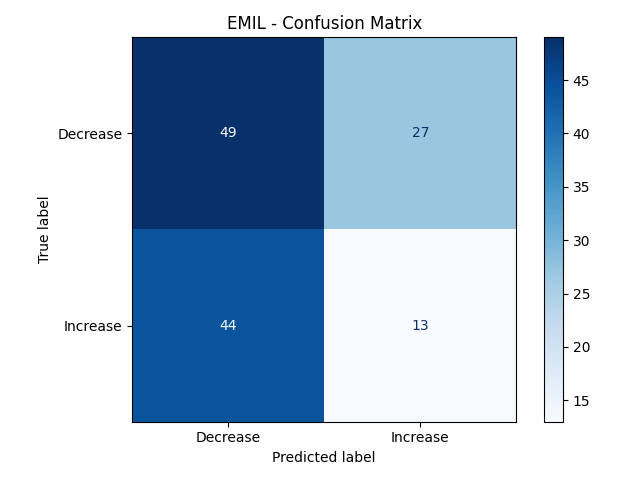 EMIL - Confusion Matrix
True label
Decrease
49
27
Increase
44
13
Decrease
Increase
Predicted label
45
40
35
30
25
20
15